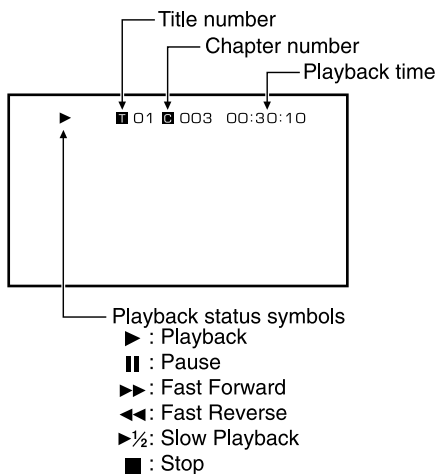 Title number
Chapter number
Playback time
▶ T 01 C 003 00:30:10
Playback status symbols
▶ : Playback
❚❚ : Pause
▶▶: Fast Forward
◀◀: Fast Reverse
▶½: Slow Playback
■ : Stop